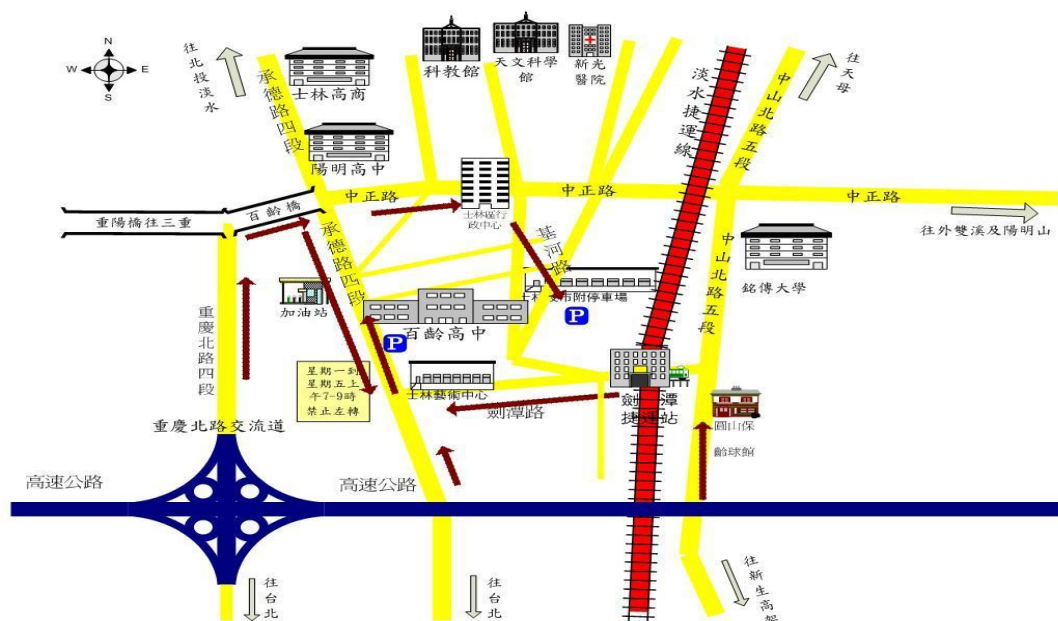 N
W
E
S
往北投淡水
承德路四段
士林高商
科教館
天文科學
館
新光
醫院
淡水捷運線
中山北路五段
往天母
陽明高中
中正路
士林區行
政中心
中正路
中正路
重陽橋往三重
百齡橋
承德路四段
基河路
中山北路五段
往外雙溪及陽明山
銘傳大學
加油站
市附停車場
P
百齡高中
P
重慶北路四段
星期一到
星期五上
午7-9時
禁止左轉
士林藝術中心
劍潭路
劍潭
捷運站
圓山保
齡球館
重慶北路交流道
高速公路
高速公路
往台北
往台北
往新生高架